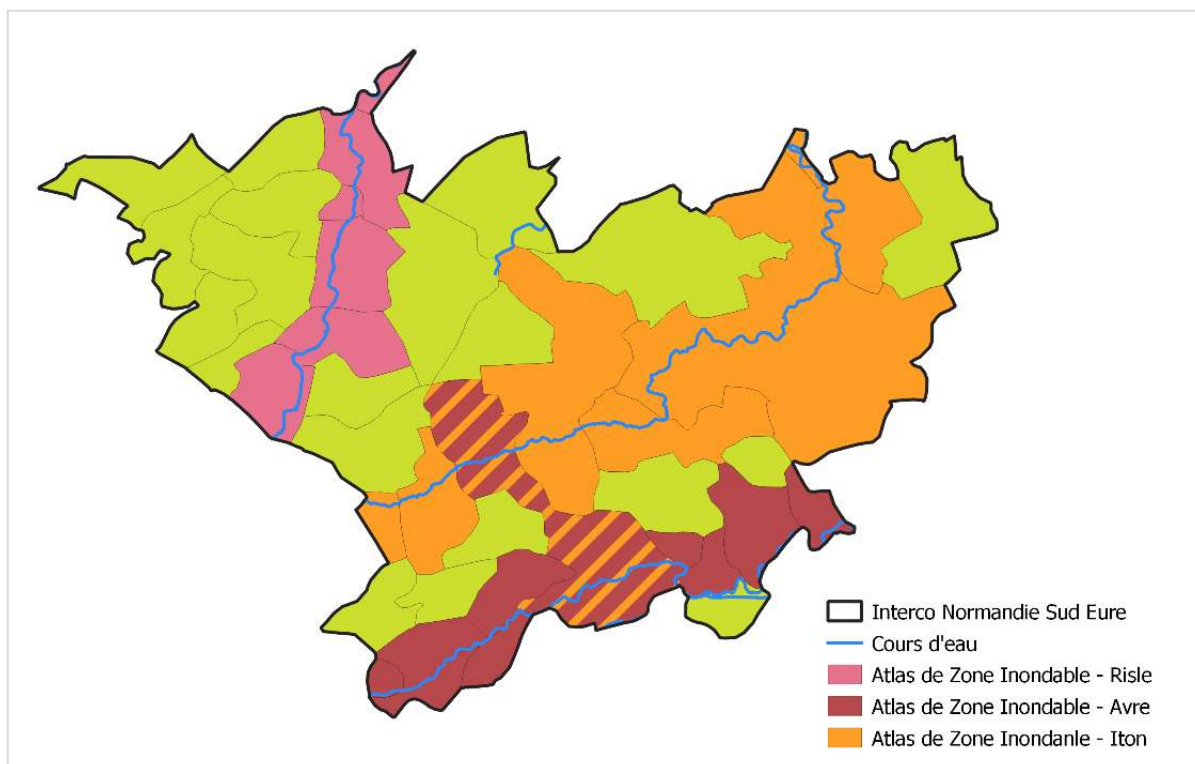 Interco Normandie Sud Eure
Cours d'eau
Atlas de Zone Inondable - Risle
Atlas de Zone Inondable - Avre
Atlas de Zone Inondanle - Iton